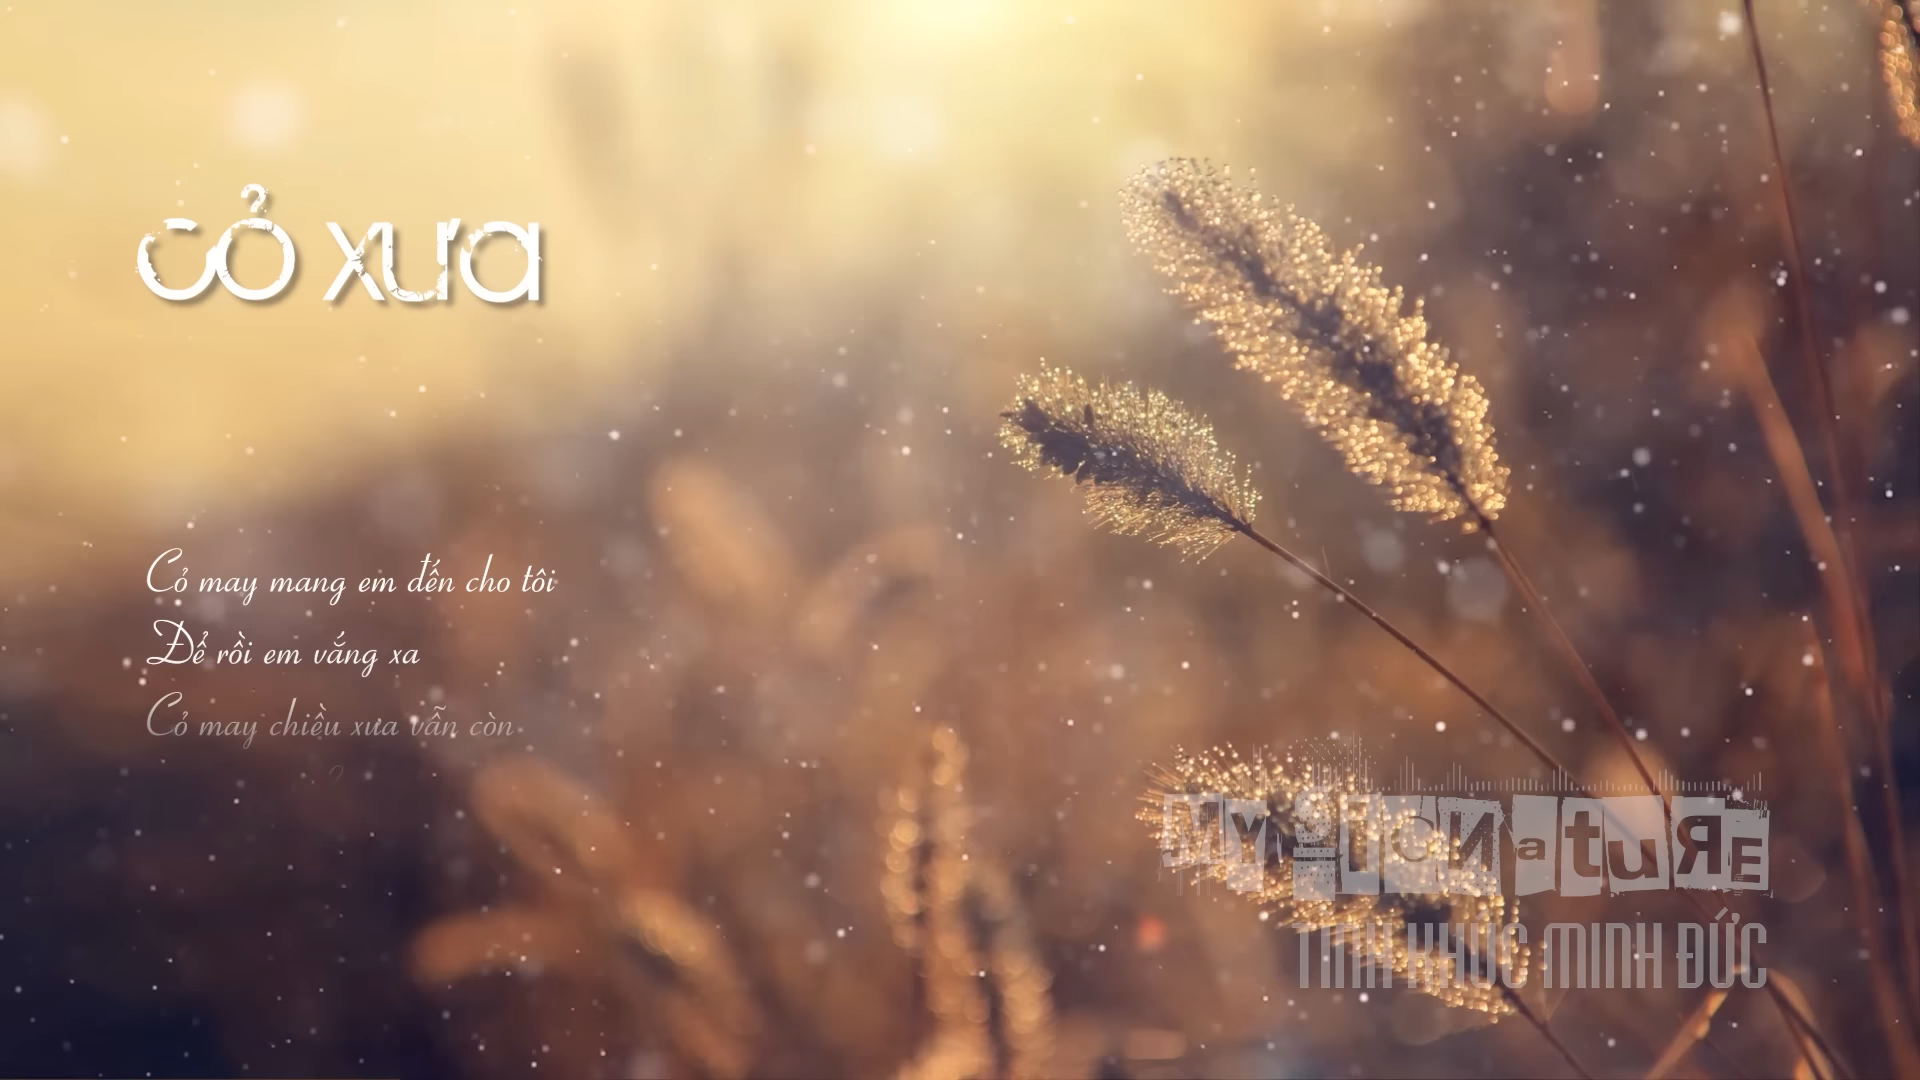 cỏ xưa
Cỏ may mang em đến cho tôi
Để rồi em vắng xa
Cỏ may chiều xưa vẫn còn
MY SIGNatuRE
TÌNH KHÚC MINH ĐỨC